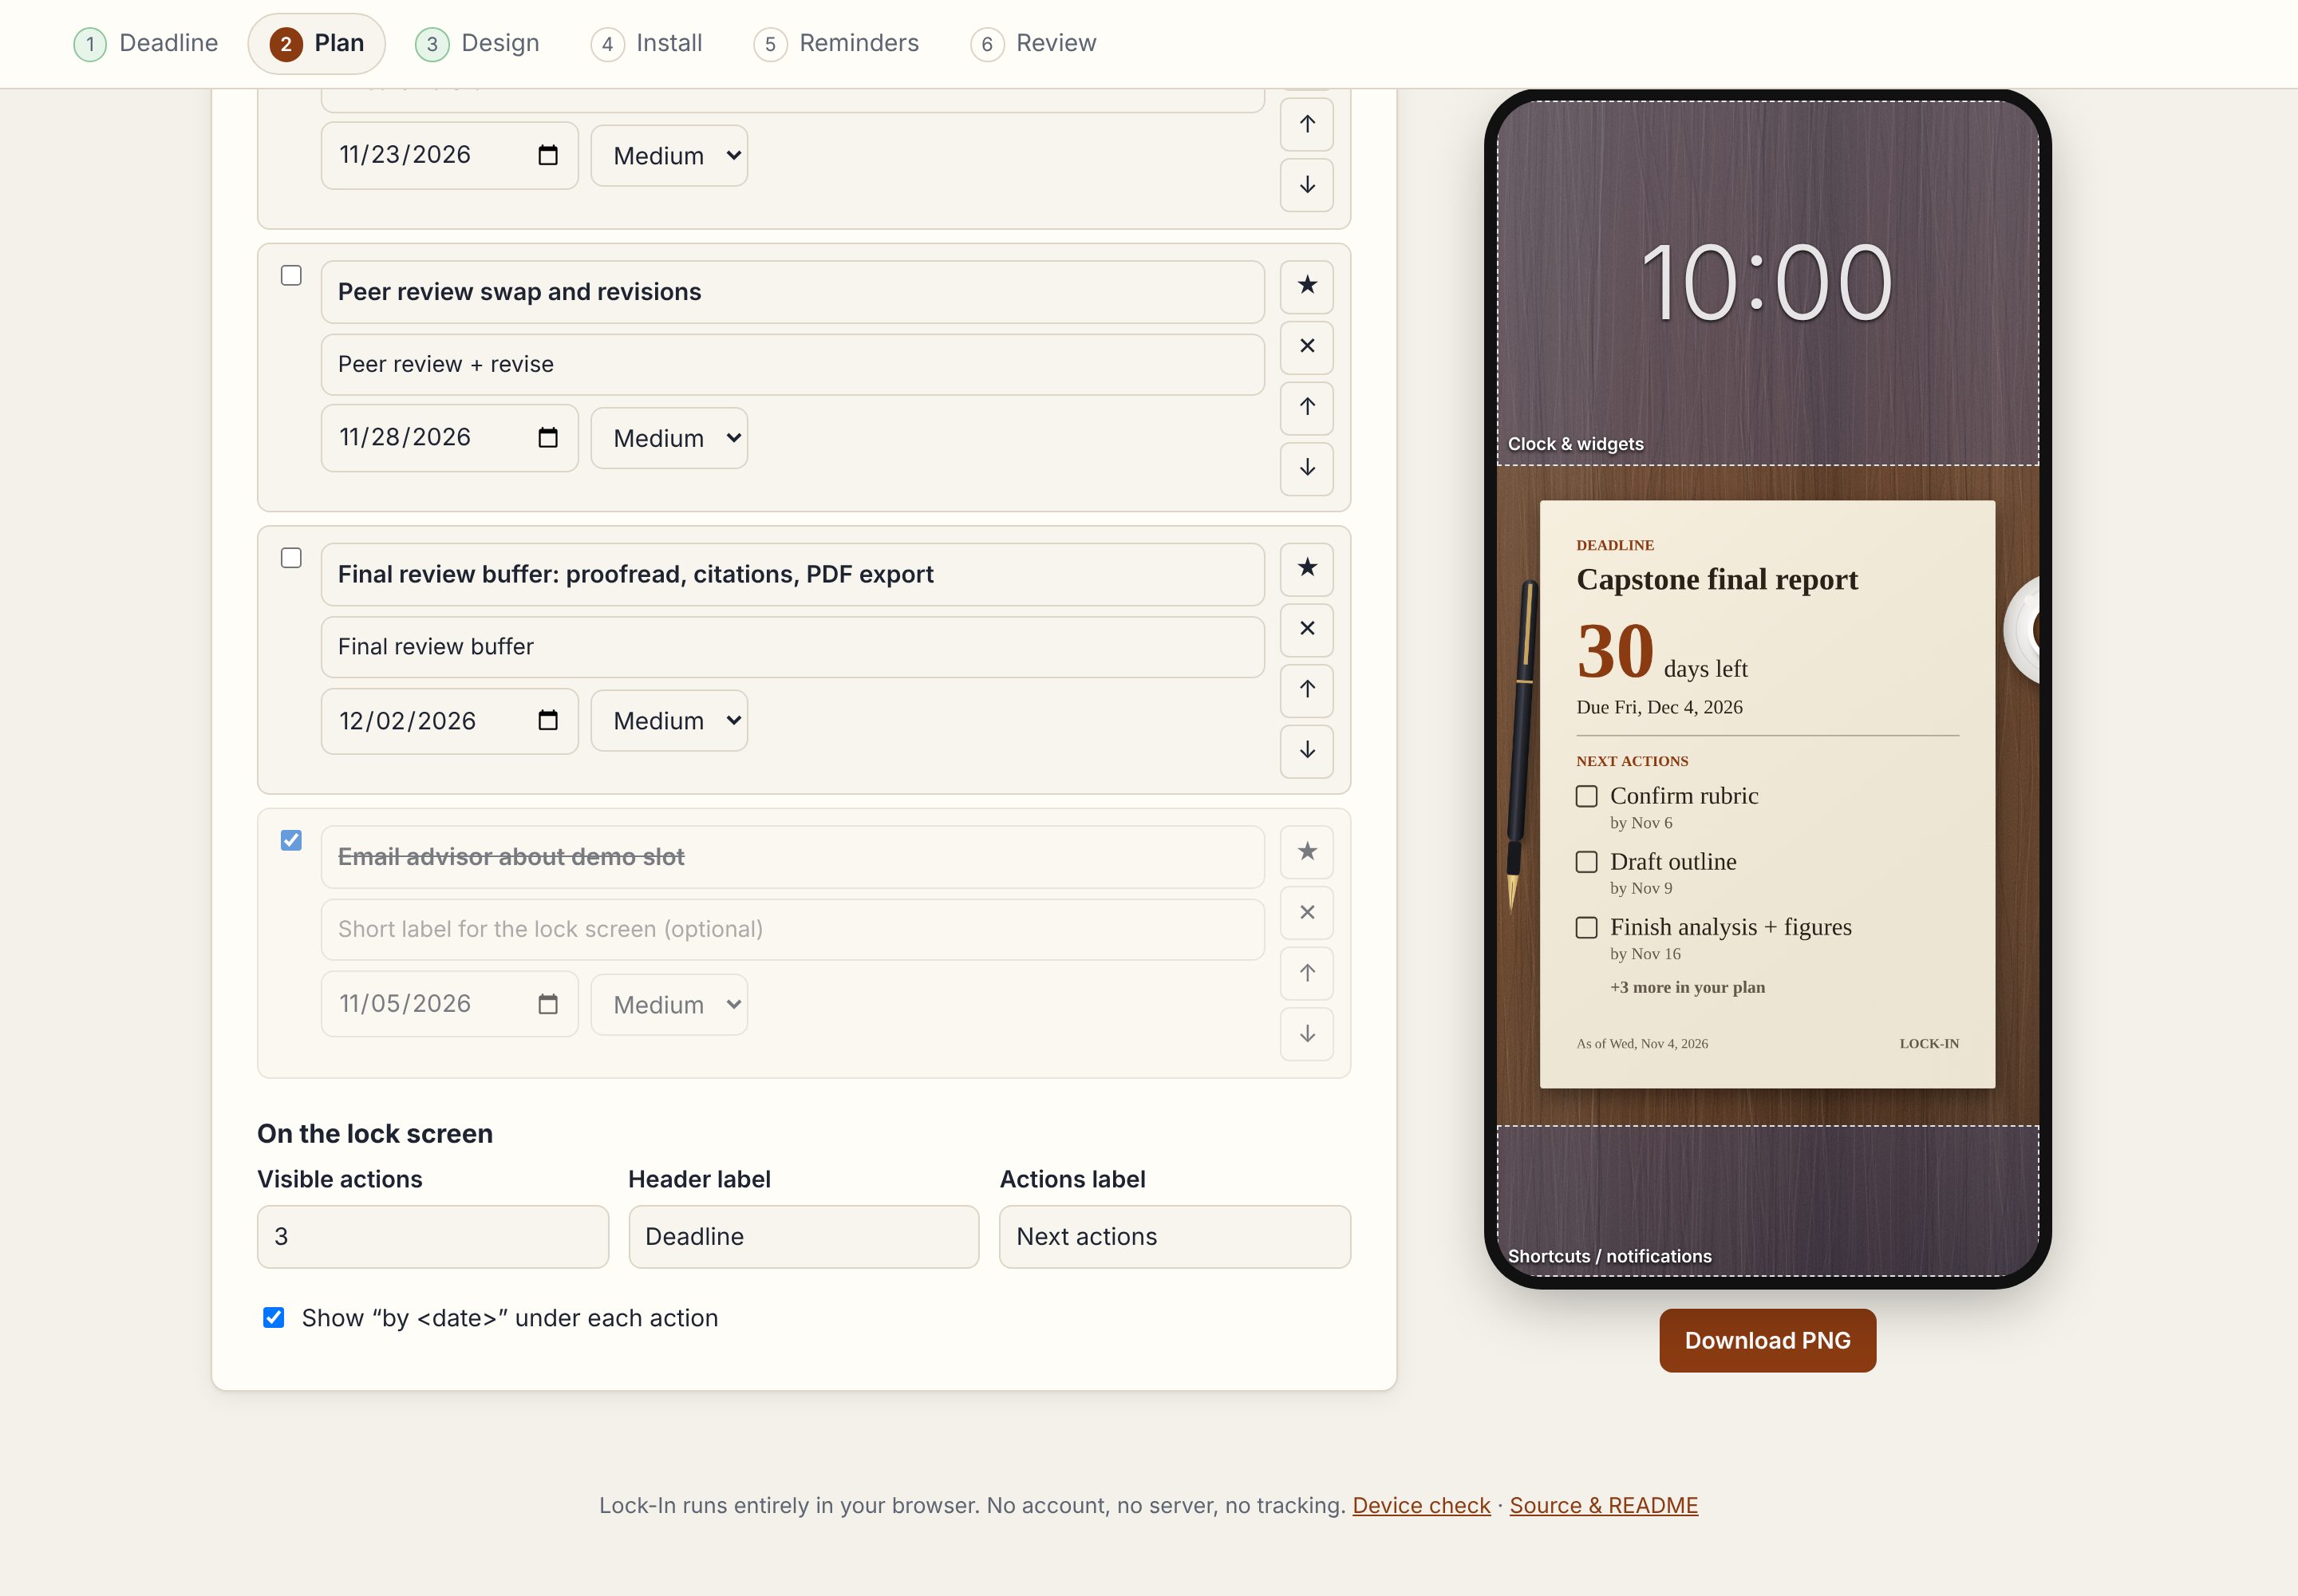 1 Deadline 2 Plan 3 Design 4 Install 5 Reminders 6 Review
11/23/2026 Medium
Peer review swap and revisions
Peer review + revise
11/28/2026 Medium
Final review buffer: proofread, citations, PDF export
Final review buffer
12/02/2026 Medium
Email advisor about demo slot
Short label for the lock screen (optional)
11/05/2026 Medium
On the lock screen
Visible actions Header label Actions label
3 Deadline Next actions
Show “by <date>” under each action
10:00
Clock & widgets
DEADLINE
Capstone final report
30 days left
Due Fri, Dec 4, 2026
NEXT ACTIONS
Confirm rubric
by Nov 6
Draft outline
by Nov 9
Finish analysis + figures
by Nov 16
+3 more in your plan
As of Wed, Nov 4, 2026 LOCK-IN
Shortcuts / notifications
Download PNG
Lock-In runs entirely in your browser. No account, no server, no tracking. Device check · Source & README